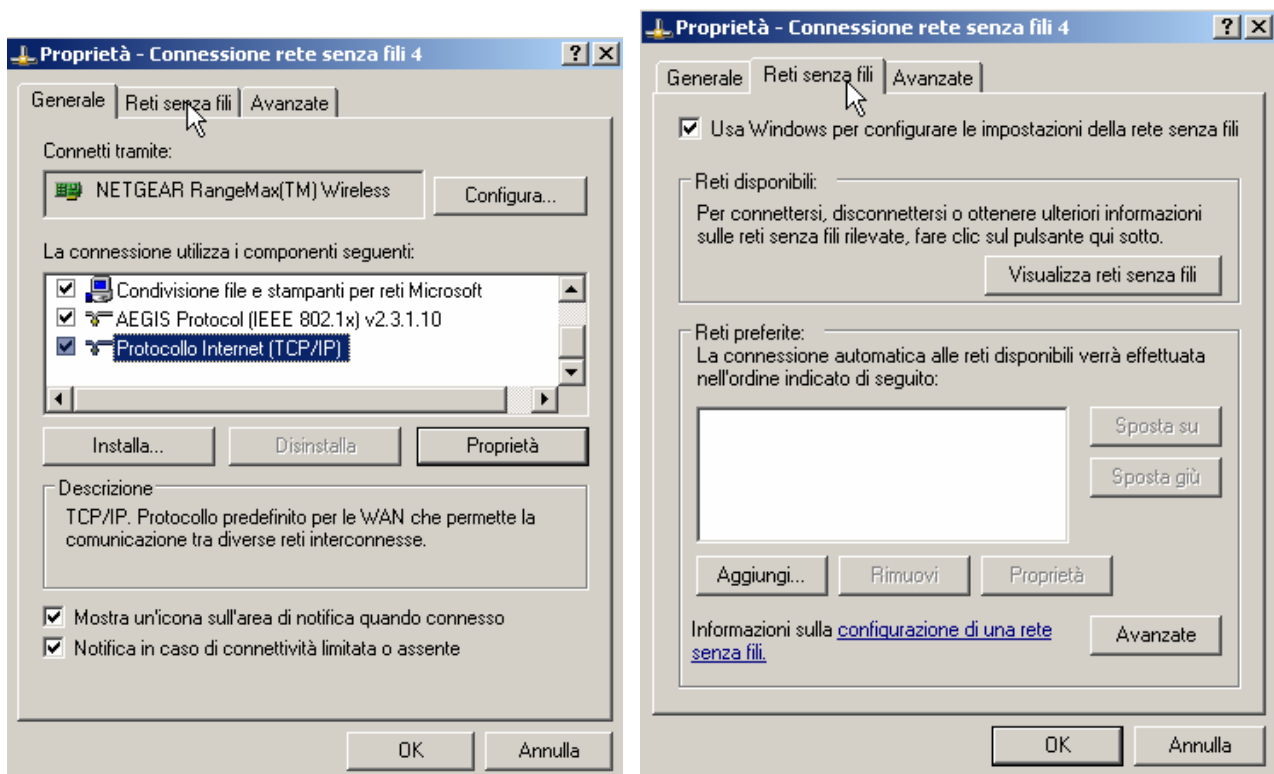 Proprietà - Connessione rete senza fili 4
Generale
Reti senza fili
Avanzate
Connetti tramite:
NETGEAR RangeMax(TM) Wireless
Configura...
La connessione utilizza i componenti seguenti:
Condivisione file e stampanti per reti Microsoft
AEGIS Protocol (IEEE 802.1x) v2.3.1.10
Protocollo Internet (TCP/IP)
Installa...
Disinstalla
Proprietà
Descrizione
TCP/IP. Protocollo predefinito per le WAN che permette la
comunicazione tra diverse reti interconnesse.
Mostra un'icona sull'area di notifica quando connesso
Notifica in caso di connettività limitata o assente
OK
Annulla
Proprietà - Connessione rete senza fili 4
Generale
Reti senza fili
Avanzate
Usa Windows per configurare le impostazioni della rete senza fili
Reti disponibili:
Per connettersi, disconnettersi o ottenere ulteriori informazioni
sulle reti senza fili rilevate, fare clic sul pulsante qui sotto.
Visualizza reti senza fili
Reti preferite:
La connessione automatica alle reti disponibili verrà effettuata
nell'ordine indicato di seguito:
Sposta su
Sposta giù
Aggiungi...
Rimuovi
Proprietà
Informazioni sulla configurazione di una rete
senza fili.
Avanzate
OK
Annulla